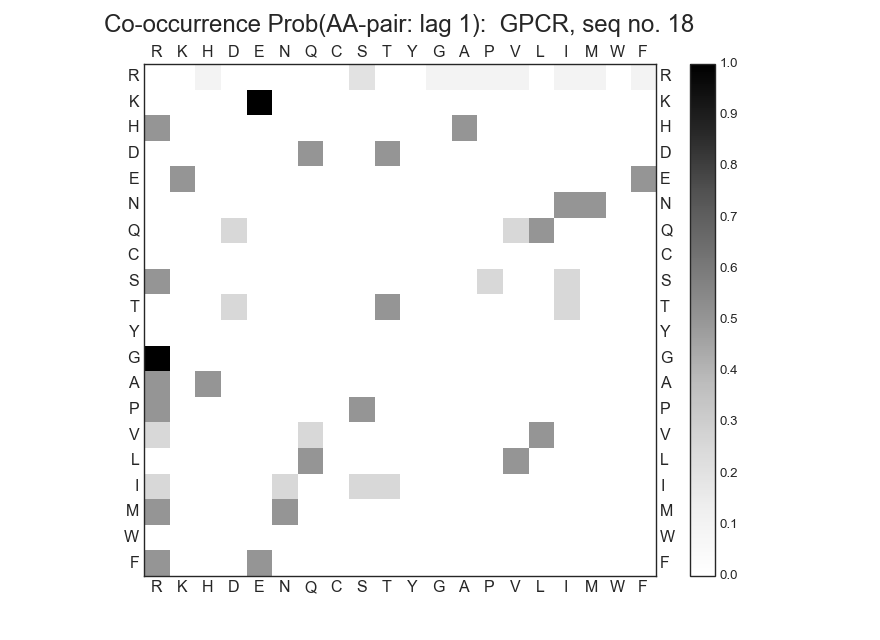 Co-occurrence Prob(AA-pair: lag 1):  GPCR, seq no. 18
R K H D E N Q C S T Y G A P V L I M W F
R R 1.0
K K 0.9
H H
D D 0.8
E E
N N 0.7
Q Q 0.6
C C
S S 0.5
T T
Y Y
G G 0.4
A A
P P 0.3
V V
L L 0.2
I I
M M 0.1
W W
F F 0.0
R K H D E N Q C S T Y G A P V L I M W F